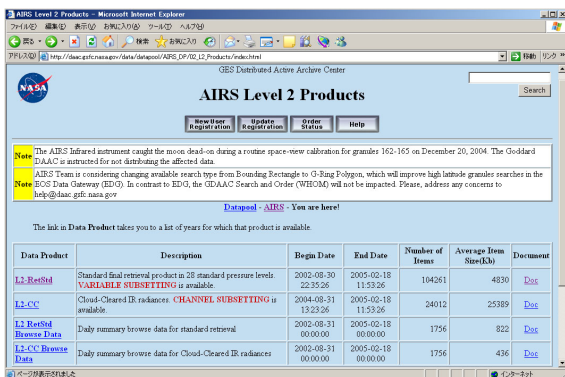 AIRS Level 2 Products - Microsoft Internet Explorer
ファイル(F) 編集(E) 表示(V) お気に入り(A) ツール(T) ヘルプ(H)
戻る 検索 お気に入り
アドレス(D) http://daac.gsfc.nasa.gov/data/datapool/AIRS_DP/02_L2_Products/index.html 移動 リンク
GES Distributed Active Archive Center
NASA
AIRS Level 2 Products
Search
New User Registration Update Registration Order Status Help
Note The AIRS Infrared instrument caught the moon dead-on during a routine space-view calibration for granules 162-165 on December 20, 2004. The Goddard
DAAC is instructed for not distributing the affected data.
Note AIRS Team is considering changing available search type from Bounding Rectangle to G-Ring Polygon, which will improve high latitude granules searches in the
EOS Data Gateway (EDG). In contrast to EDG, the GDAAC Search and Order (WHOM) will not be impacted. Please, address any concerns to
help@daac.gsfc.nasa.gov
Datapool - AIRS - You are here!
The link in Data Product takes you to a list of years for which that product is available.
Data Product Description Begin Date End Date Number of Items Average Item Size(Kb) Document
L2-RetStd Standard final retrieval product in 28 standard pressure levels. VARIABLE SUBSETTING is available. 2002-08-30 22:35:26 2005-02-18 11:53:26 104261 4830 Doc
L2-CC Cloud-Cleared IR radiances. CHANNEL SUBSETTING is available. 2004-08-31 13:23:26 2005-02-18 11:53:26 24012 25389 Doc
L2 RetStd Browse Data Daily summary browse data for standard retrieval 2002-08-31 00:00:00 2005-02-18 00:00:00 1756 822 Doc
L2-CC Browse Data Daily summary browse data for Cloud-Cleared IR radiances 2002-08-31 00:00:00 2005-02-18 00:00:00 1756 436 Doc
ページが表示されました インターネット